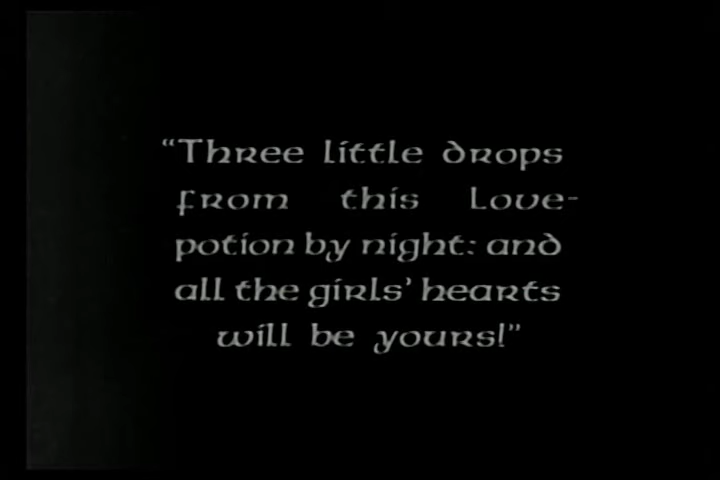 “Three little drops
from this Love-
potion by night: and
all the girls’ hearts
will be yours!”